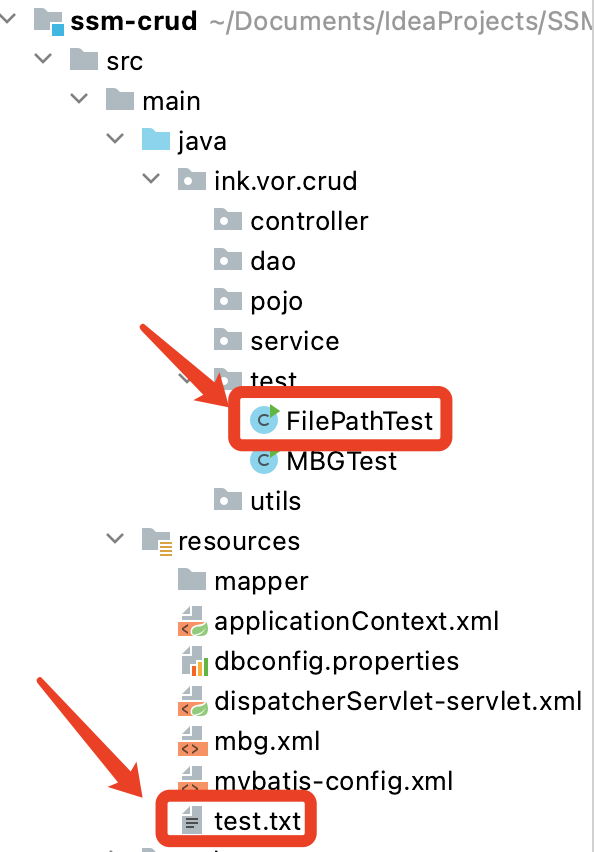 ssm-crud ~/Documents/IdeaProjects/SSM
src
main
java
ink.vor.crud
controller
dao
pojo
service
test
C FilePathTest
C MBGTest
utils
resources
mapper
applicationContext.xml
dbconfig.properties
dispatcherServlet-servlet.xml
mbg.xml
mybatis-config.xml
test.txt